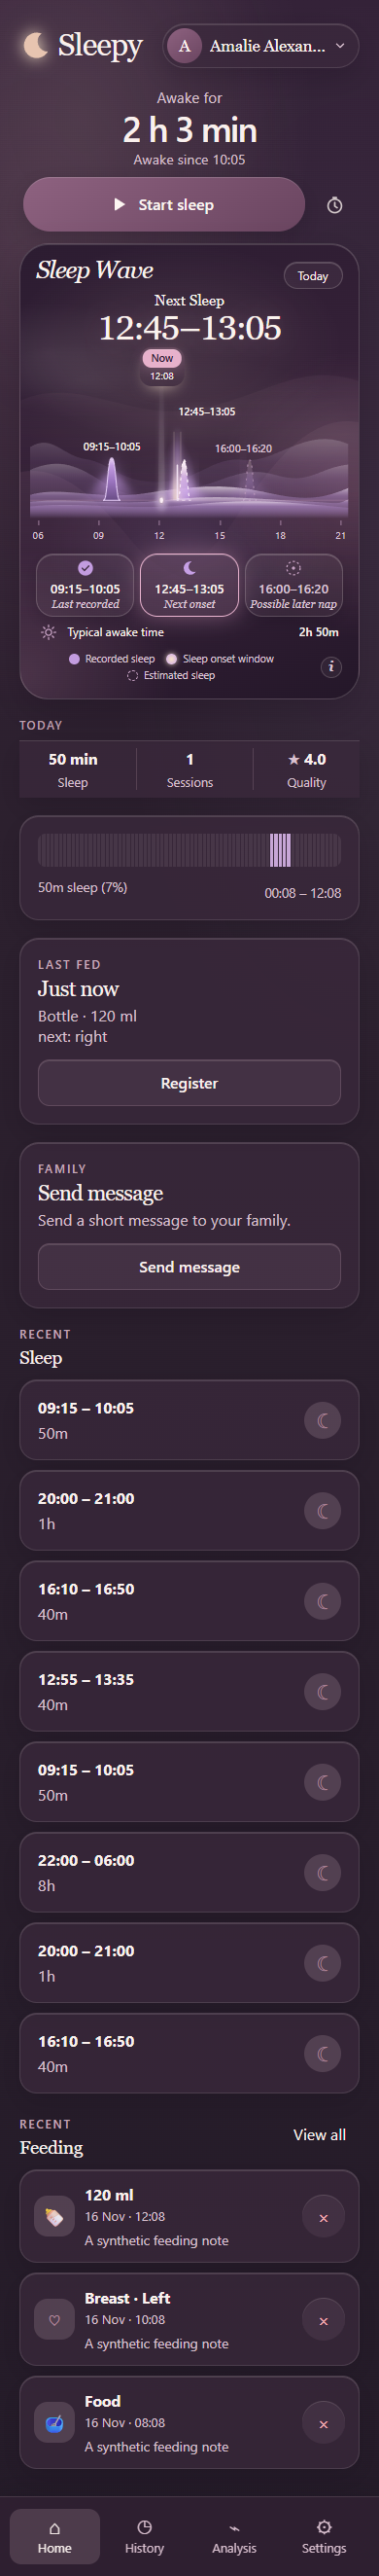 Sleepy
A
Amalie Alexan...
Awake for
2 h 3 min
Awake since 10:05
Start sleep
Sleep Wave
Today
Next Sleep
12:45–13:05
Now
12:08
12:45–13:05
09:15–10:05
16:00–16:20
06 09 12 15 18 21
09:15–10:05
Last recorded
12:45–13:05
Next onset
16:00–16:20
Possible later nap
Typical awake time
2h 50m
Recorded sleep
Sleep onset window
Estimated sleep
i
TODAY
50 min
Sleep
1
Sessions
★ 4.0
Quality
50m sleep (7%)
00:08 – 12:08
LAST FED
Just now
Bottle · 120 ml
next: right
Register
FAMILY
Send message
Send a short message to your family.
Send message
RECENT
Sleep
09:15 – 10:05
50m
20:00 – 21:00
1h
16:10 – 16:50
40m
12:55 – 13:35
40m
09:15 – 10:05
50m
22:00 – 06:00
8h
20:00 – 21:00
1h
16:10 – 16:50
40m
RECENT
Feeding
View all
120 ml
16 Nov · 12:08
A synthetic feeding note
×
Breast · Left
16 Nov · 10:08
A synthetic feeding note
×
Food
16 Nov · 08:08
A synthetic feeding note
×
Home
History
Analysis
Settings